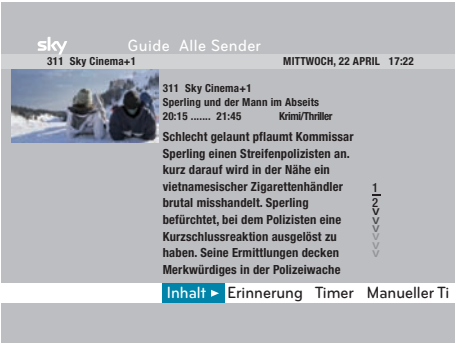 sky Guide Alle Sender
311 Sky Cinema+1 MITTWOCH, 22 APRIL 17:22
311 Sky Cinema+1
Sperling und der Mann im Abseits
20:15 ....... 21:45 Krimi/Thriller
Schlecht gelaunt pflaumt Kommissar
Sperling einen Streifenpolizisten an.
kurz darauf wird in der Nähe ein
vietnamesischer Zigarettenhändler
brutal misshandelt. Sperling
befürchtet, bei dem Polizisten eine
Kurzschlussreaktion ausgelöst zu
haben. Seine Ermittlungen decken
Merkwürdiges in der Polizeiwache
1
2
Inhalt ► Erinnerung Timer Manueller Ti